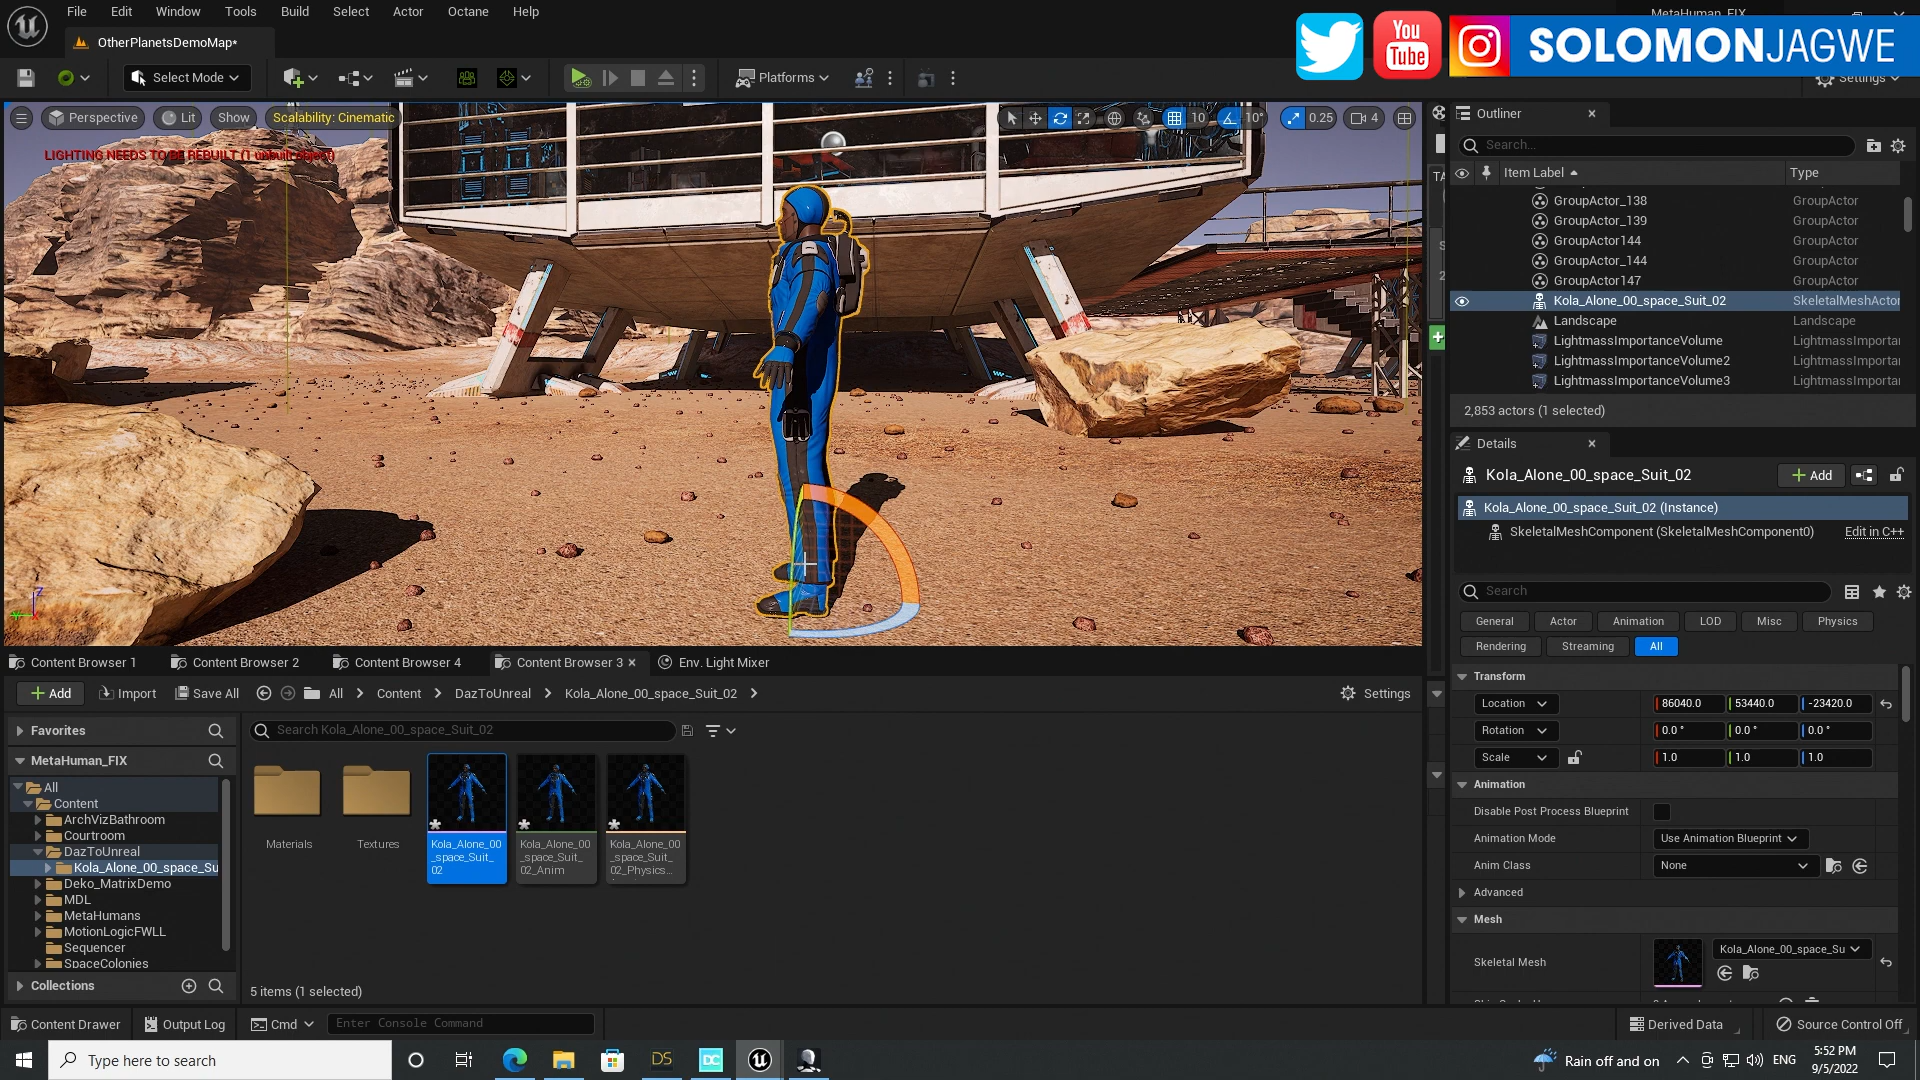 File Edit Window Tools Build Select Actor Octane Help
OtherPlanetsDemoMap*
You Tube
SOLOMONJAGWE
Select Mode
Platforms
Settings
Perspective
Lit
Show
Scalability: Cinematic
10
10°
0.25
4
LIGHTING NEEDS TO BE REBUILT (1 unbuilt object)
Outliner
Search...
Item Label Type
GroupActor_138 GroupActor
GroupActor_139 GroupActor
GroupActor144 GroupActor
GroupActor_144 GroupActor
GroupActor147 GroupActor
Kola_Alone_00_space_Suit_02 SkeletalMeshActor
Landscape Landscape
LightmassImportanceVolume LightmassImporta
LightmassImportanceVolume2 LightmassImporta
LightmassImportanceVolume3 LightmassImporta
2,853 actors (1 selected)
Details
Kola_Alone_00_space_Suit_02
Add
Kola_Alone_00_space_Suit_02 (Instance)
SkeletalMeshComponent (SkeletalMeshComponent0) Edit in C++
Search
General Actor Animation LOD Misc Physics
Rendering Streaming All
Transform
Location 86040.0 53440.0 -23420.0
Rotation 0.0 ° 0.0 ° 0.0 °
Scale 1.0 1.0 1.0
Animation
Disable Post Process Blueprint
Animation Mode Use Animation Blueprint
Anim Class None
Advanced
Mesh
Skeletal Mesh Kola_Alone_00_space_Su
Content Browser 1 Content Browser 2 Content Browser 4 Content Browser 3 Env. Light Mixer
Add Import Save All All Content DazToUnreal Kola_Alone_00_space_Suit_02 Settings
Favorites
MetaHuman_FIX
All
Content
ArchVizBathroom
Courtroom
DazToUnreal
Kola_Alone_00_space_Su
Deko_MatrixDemo
MDL
MetaHumans
MotionLogicFWLL
Sequencer
SpaceColonies
Collections
Search Kola_Alone_00_space_Suit_02
Materials
Textures
Kola_Alone_00
_space_Suit_
02
Kola_Alone_00
_space_Suit_
02_Anim
Kola_Alone_00
_space_Suit_
02_Physics...
5 items (1 selected)
Content Drawer Output Log Cmd Enter Console Command Derived Data Source Control Off
Type here to search
DS
DC
Rain off and on
ENG
5:52 PM
9/5/2022